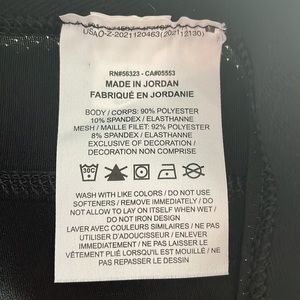 USAO-Z-2021120463(202112130)
RN#56323 - CA#05553
MADE IN JORDAN
FABRIQUÉ EN JORDANIE
BODY / CORPS: 90% POLYESTER
10% SPANDEX / ELASTHANNE
MESH / MAILLE FILET: 92% POLYESTER
8% SPANDEX / ELASTHANNE
EXCLUSIVE OF DECORATION /
DECORATION NON COMPRISE
30C
WASH WITH LIKE COLORS / DO NOT USE
SOFTENERS / REMOVE IMMEDIATELY / DO
NOT ALLOW TO LAY ON ITSELF WHEN WET /
DO NOT IRON DESIGN
LAVER AVEC COULEURS SIMILAIRES / NE PAS
UTILISER D'ADOUCISSEUR / ENLEVER
IMMÉDIATEMENT / NE PAS LAISSER LE
VÊTEMENT PLIÉ LORSQU'IL EST MOUILLÉ / NE
PAS REPASSER LE DESSIN